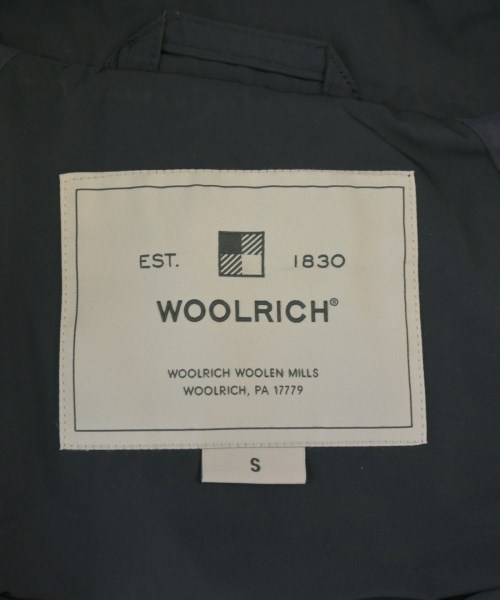 EST. 1830
WOOLRICH®
WOOLRICH WOOLEN MILLS
WOOLRICH, PA 17779
S